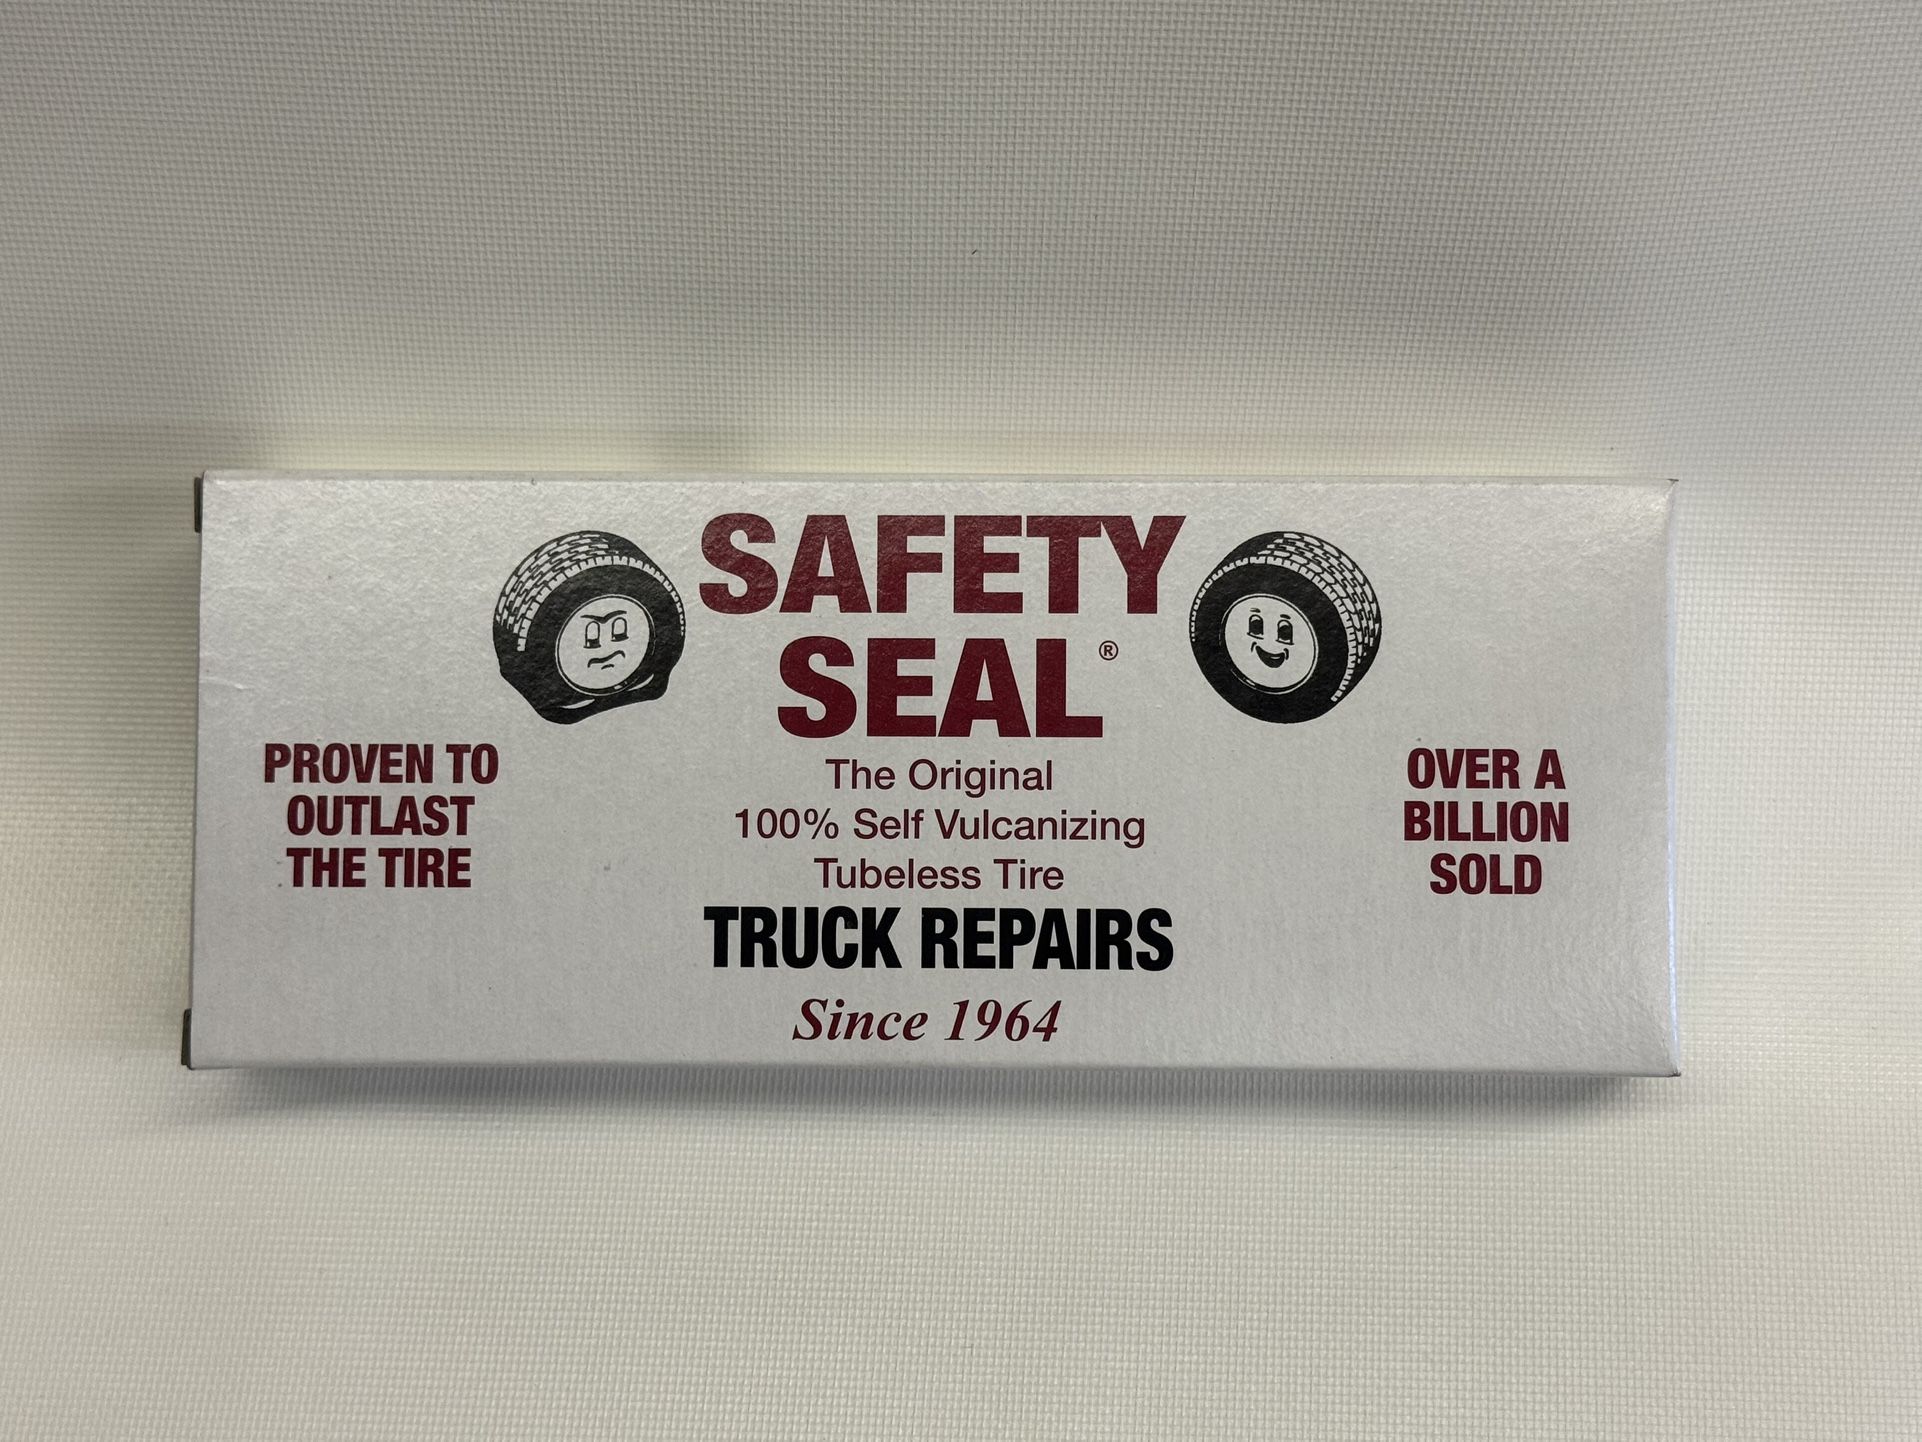 SAFETY
SEAL®
The Original
100% Self Vulcanizing
Tubeless Tire
TRUCK REPAIRS
Since 1964
PROVEN TO
OUTLAST
THE TIRE
OVER A
BILLION
SOLD